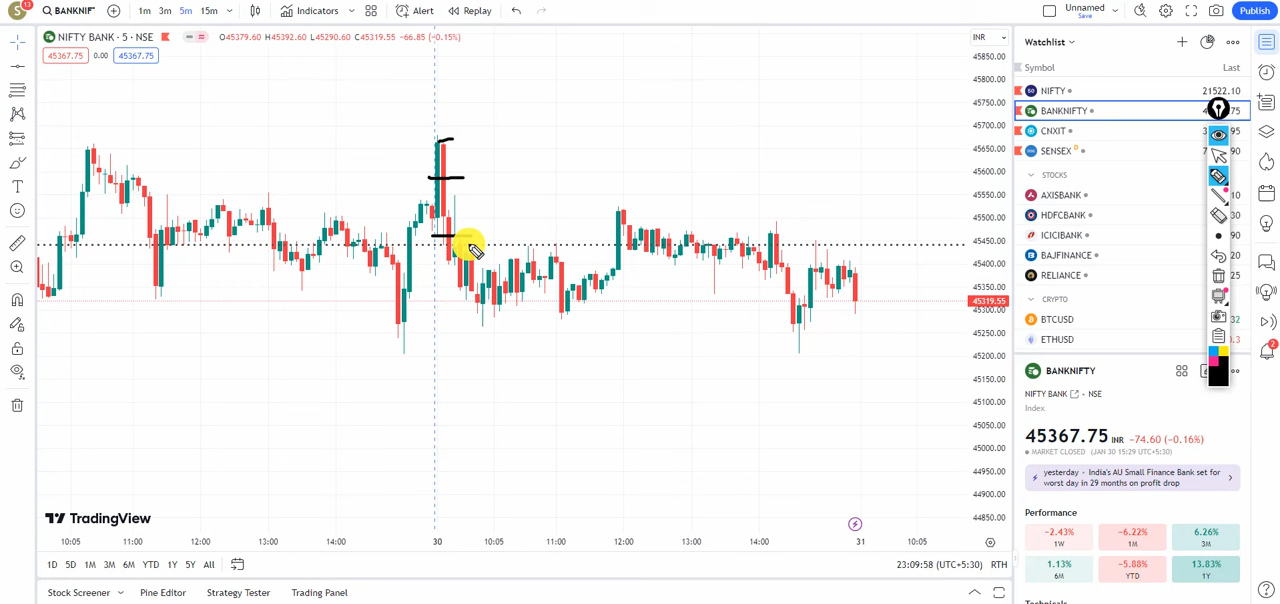 S 13 BANKNIF 1m 3m 5m 15m Indicators Alert Replay Unnamed Save Publish
NIFTY BANK · 5 · NSE O45379.60 H45392.60 L45290.60 C45319.55 −66.85 (−0.15%) INR
45367.75 0.00 45367.75
45850.00
45800.00
45750.00
45700.00
45650.00
45600.00
45550.00
45500.00
45450.00
45400.00
45350.00
45319.55
45300.00
45250.00
45200.00
45150.00
45100.00
45050.00
45000.00
44950.00
44900.00
44850.00
TradingView
10:05 11:00 12:00 13:00 14:00 30 10:05 11:00 12:00 13:00 14:00 31 10:05
1D 5D 1M 3M 6M YTD 1Y 5Y All 23:09:58 (UTC+5:30) RTH
Stock Screener Pine Editor Strategy Tester Trading Panel
Watchlist
Symbol Last
NIFTY 21522.10
BANKNIFTY
CNXIT
SENSEX D
STOCKS
AXISBANK
HDFCBANK
ICICIBANK
BAJFINANCE
RELIANCE
CRYPTO
BTCUSD
ETHUSD
BANKNIFTY
NIFTY BANK · NSE
Index
45367.75 INR −74.60 (−0.16%)
MARKET CLOSED (JAN 30 15:29 UTC+5:30)
yesterday · India's AU Small Finance Bank set for
worst day in 29 months on profit drop
Performance
−2.43% −6.22% 6.26%
1W 1M 3M
1.13% −5.88% 13.83%
6M YTD 1Y
2